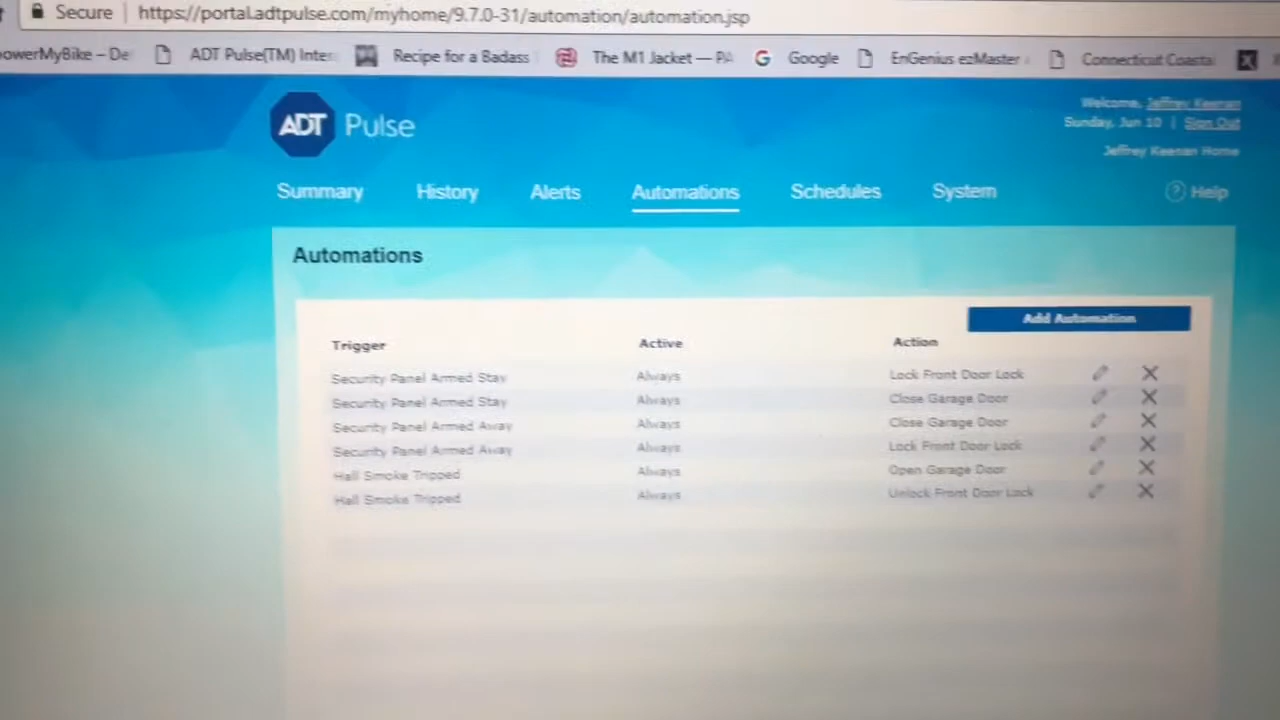 Secure https://portal.adtpulse.com/myhome/9.7.0-31/automation/automation.jsp
owerMyBike – De ADT Pulse(TM) Inter Recipe for a Badass The M1 Jacket — PA Google EnGenius ezMaster Connecticut Coasta
ADT Pulse
Welcome, Jeffrey Keenan
Sunday, Jun 10 | Sign Out
Jeffrey Keenan Home
Summary History Alerts Automations Schedules System ? Help
Automations
Add Automation
Trigger Active Action
Security Panel Armed Stay Always Lock Front Door Lock
Security Panel Armed Stay Always Close Garage Door
Security Panel Armed Away Always Close Garage Door
Security Panel Armed Away Always Lock Front Door Lock
Hall Smoke Tripped Always Open Garage Door
Hall Smoke Tripped Always Unlock Front Door Lock